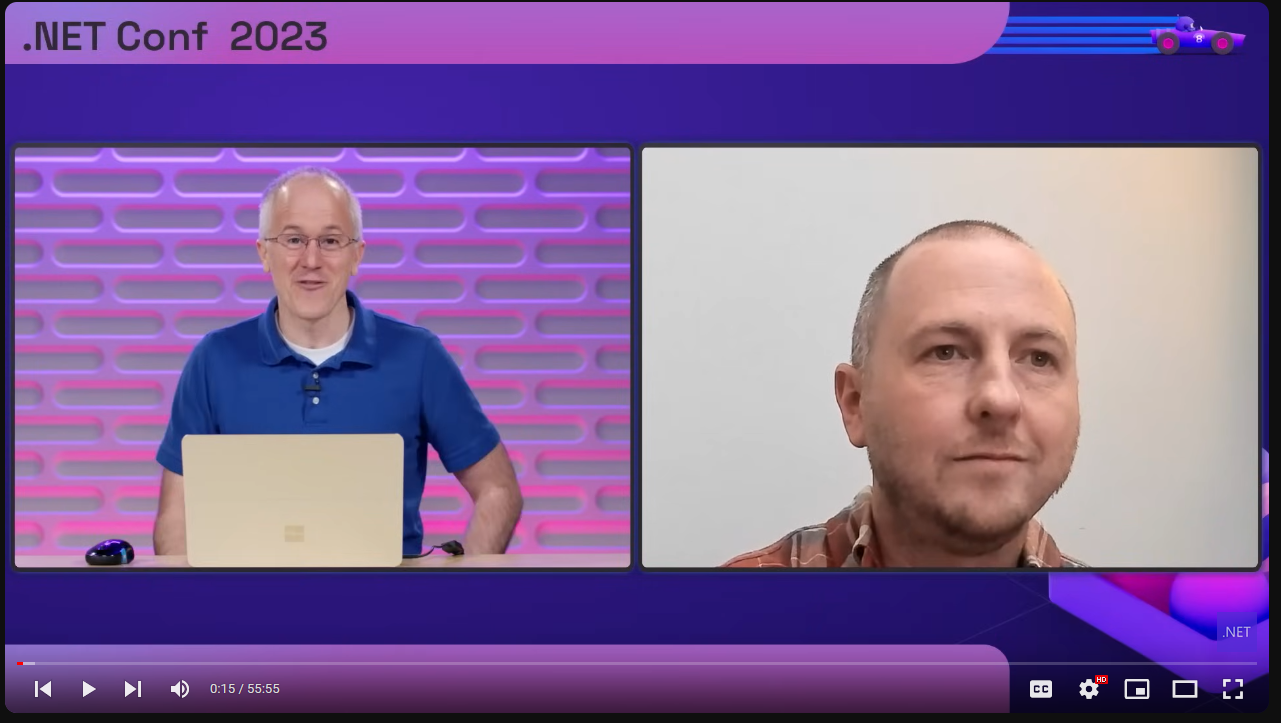 .NET Conf 2023
8
.NET
0:15 / 55:55
CC
HD